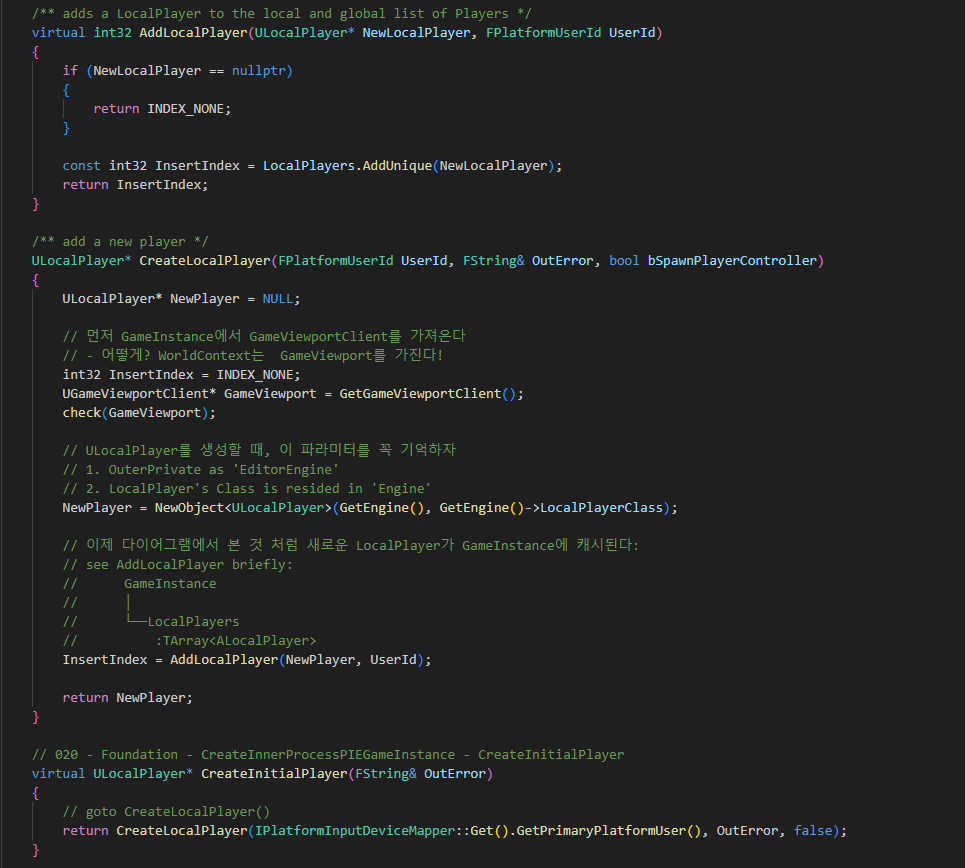 /** adds a LocalPlayer to the local and global list of Players */
virtual int32 AddLocalPlayer(ULocalPlayer* NewLocalPlayer, FPlatformUserId UserId)
{
    if (NewLocalPlayer == nullptr)
    {
        return INDEX_NONE;
    }

    const int32 InsertIndex = LocalPlayers.AddUnique(NewLocalPlayer);
    return InsertIndex;
}

/** add a new player */
ULocalPlayer* CreateLocalPlayer(FPlatformUserId UserId, FString& OutError, bool bSpawnPlayerController)
{
    ULocalPlayer* NewPlayer = NULL;

    // 먼저 GameInstance에서 GameViewportClient를 가져온다
    // - 어떻게? WorldContext는  GameViewport를 가진다!
    int32 InsertIndex = INDEX_NONE;
    UGameViewportClient* GameViewport = GetGameViewportClient();
    check(GameViewport);

    // ULocalPlayer를 생성할 때, 이 파라미터를 꼭 기억하자
    // 1. OuterPrivate as 'EditorEngine'
    // 2. LocalPlayer's Class is resided in 'Engine'
    NewPlayer = NewObject<ULocalPlayer>(GetEngine(), GetEngine()->LocalPlayerClass);

    // 이제 다이어그램에서 본 것 처럼 새로운 LocalPlayer가 GameInstance에 캐시된다:
    // see AddLocalPlayer briefly:
    //      GameInstance
    //      │
    //      └──LocalPlayers
    //          :TArray<ALocalPlayer>
    InsertIndex = AddLocalPlayer(NewPlayer, UserId);

    return NewPlayer;
}

// 020 - Foundation - CreateInnerProcessPIEGameInstance - CreateInitialPlayer
virtual ULocalPlayer* CreateInitialPlayer(FString& OutError)
{
    // goto CreateLocalPlayer()
    return CreateLocalPlayer(IPlatformInputDeviceMapper::Get().GetPrimaryPlatformUser(), OutError, false);
}